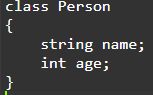 class Person
{
    string name;
    int age;
}